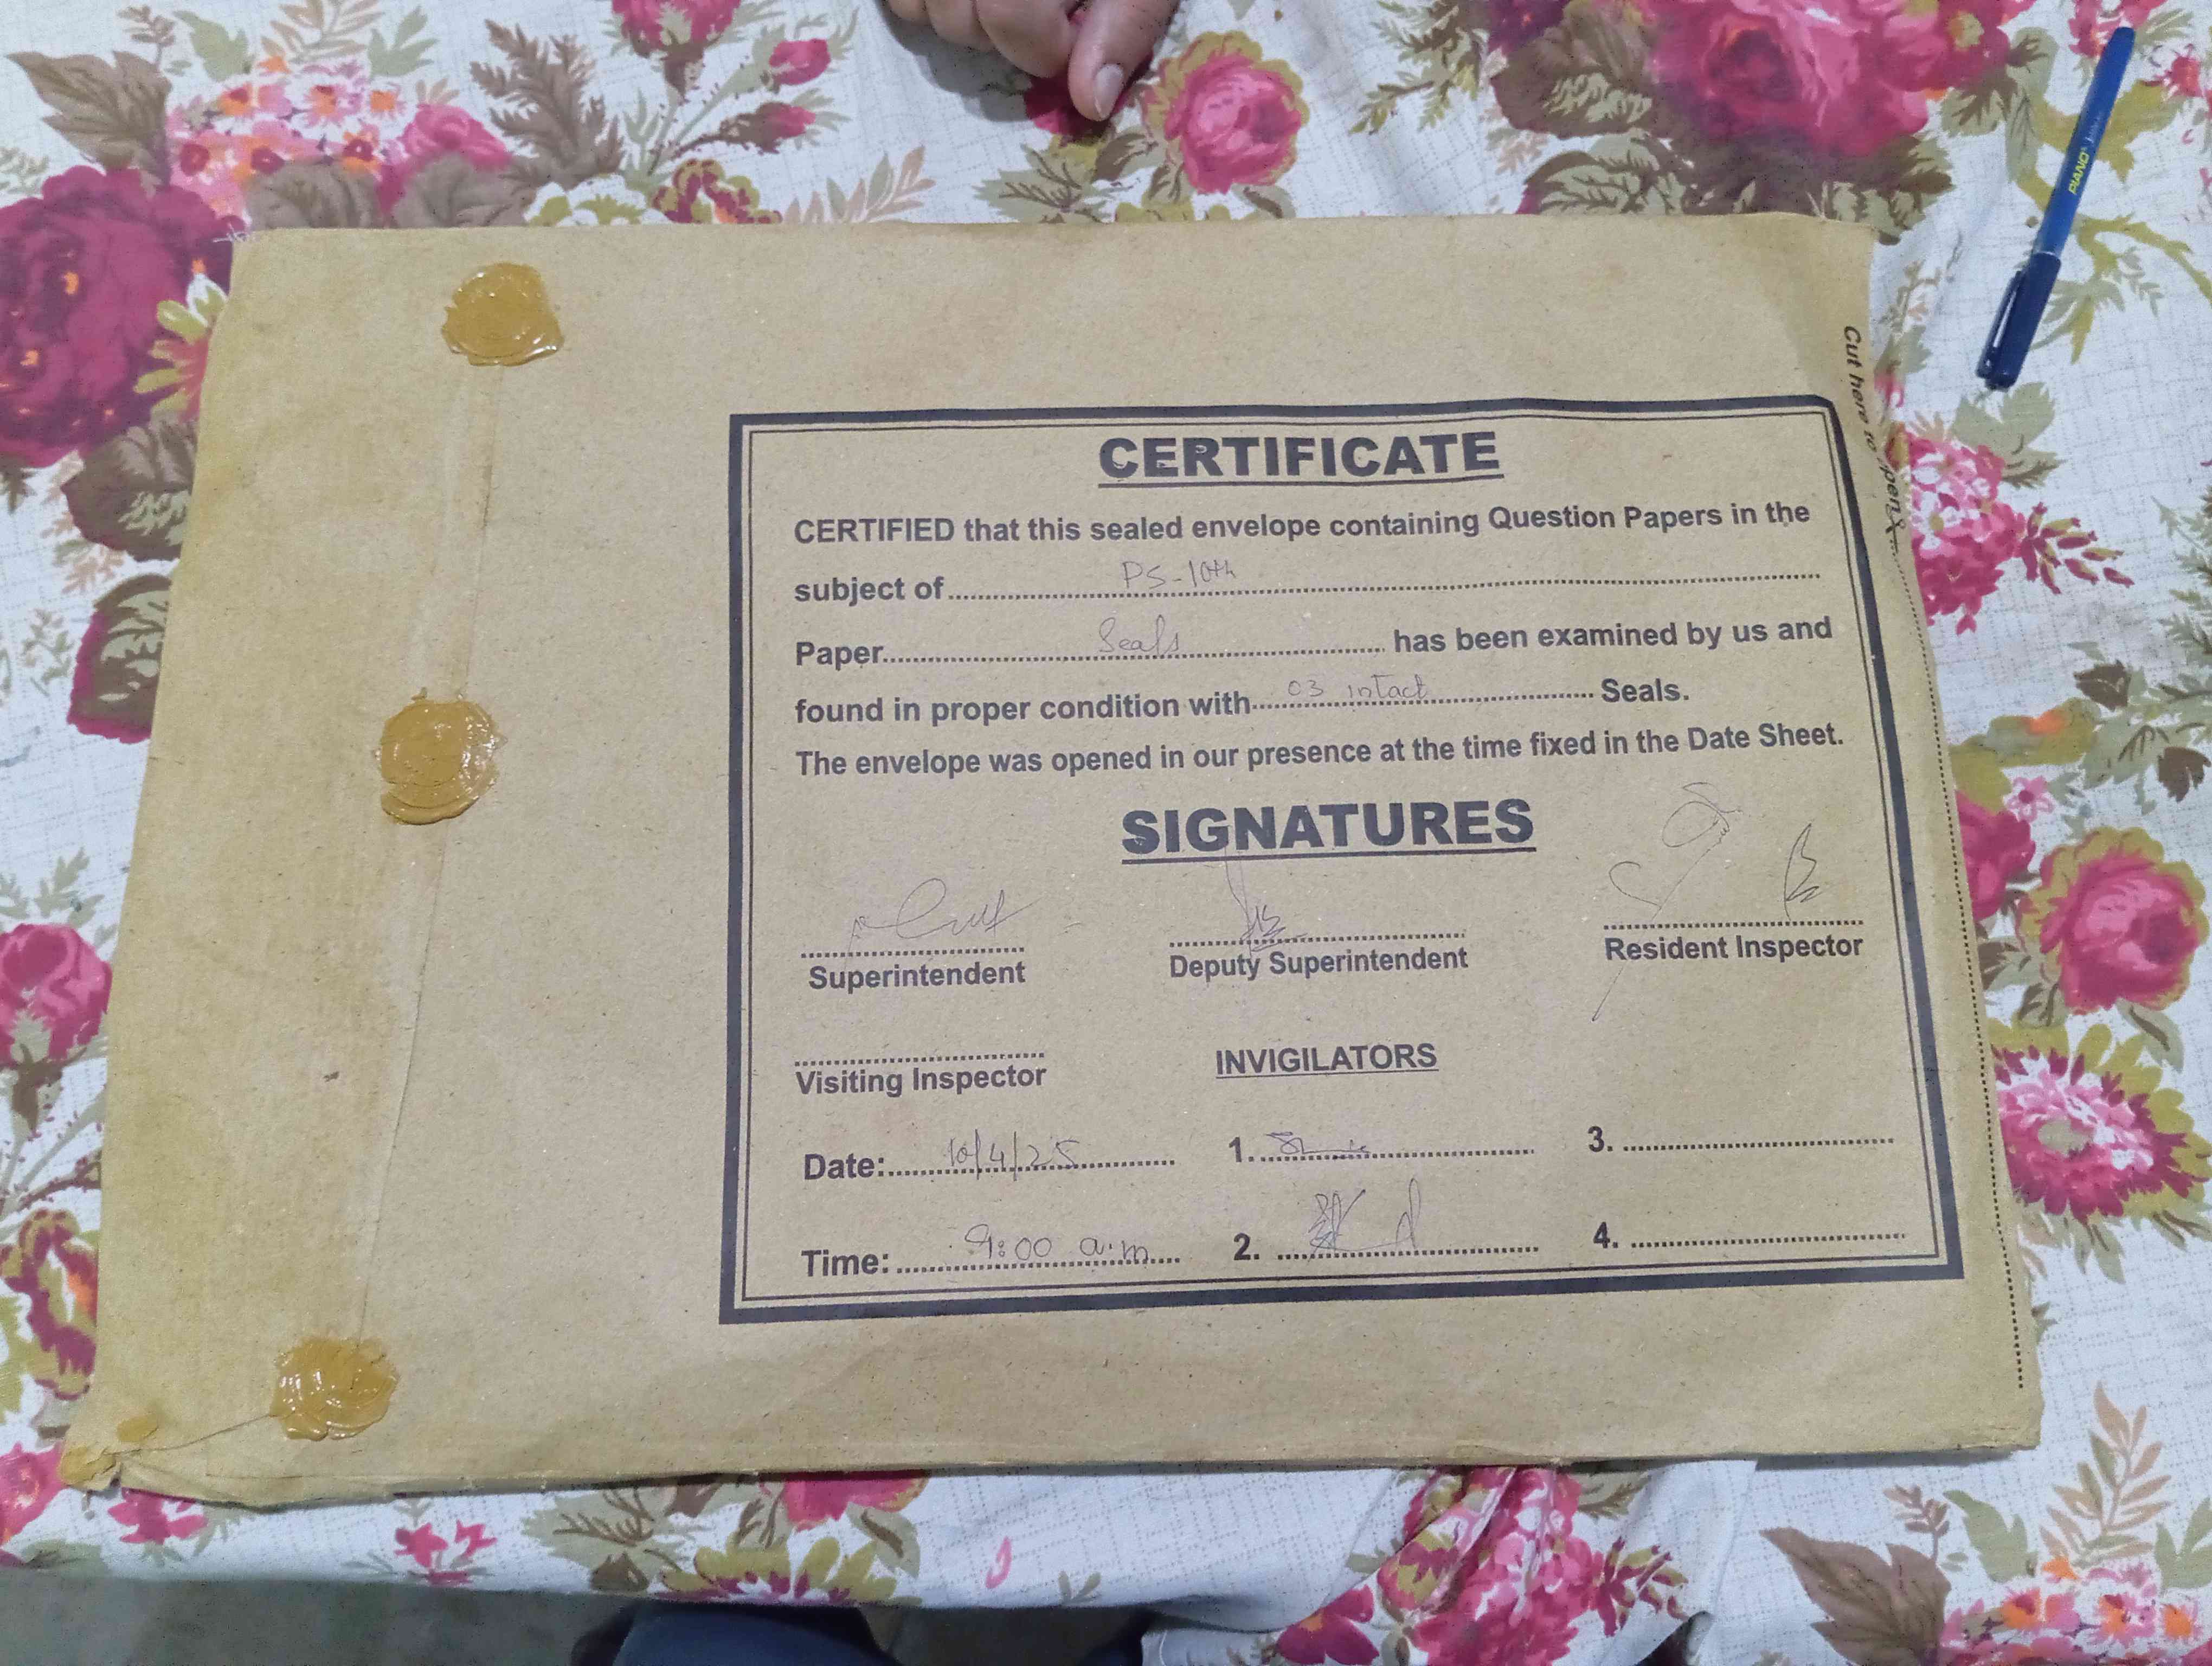 CERTIFICATE
CERTIFIED that this sealed envelope containing Question Papers in the
subject of PS-10th
Paper Seals has been examined by us and
found in proper condition with 03 intact Seals.
The envelope was opened in our presence at the time fixed in the Date Sheet.
SIGNATURES
Superintendent Deputy Superintendent Resident Inspector
Visiting Inspector INVIGILATORS
Date: 10/4/25 1. 3.
Time: 9:00 a.m 2. 4.
Cut here to open
PIANO